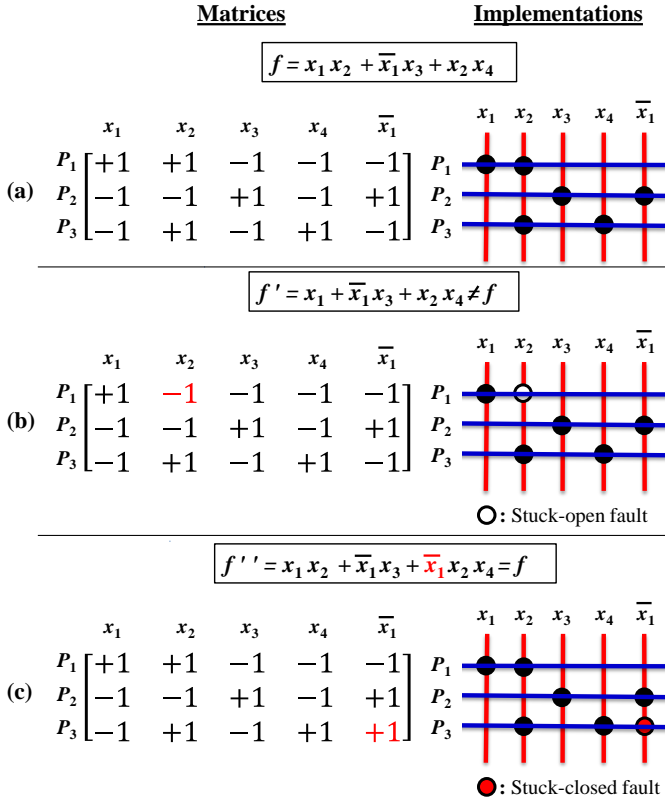 Matrices Implementations
f = x₁ x₂ + x̅₁ x₃ + x₂ x₄
x₁ x₂ x₃ x₄ x̅₁ x₁ x₂ x₃ x₄ x̅₁
P₁ +1 +1 −1 −1 −1 P₁
(a) P₂ −1 −1 +1 −1 +1 P₂
P₃ −1 +1 −1 +1 −1 P₃
f ' = x₁ + x̅₁ x₃ + x₂ x₄ ≠ f
x₁ x₂ x₃ x₄ x̅₁ x₁ x₂ x₃ x₄ x̅₁
P₁ +1 −1 −1 −1 −1 P₁
(b) P₂ −1 −1 +1 −1 +1 P₂
P₃ −1 +1 −1 +1 −1 P₃
: Stuck-open fault
f ' ' = x₁ x₂ + x̅₁ x₃ + x̅₁ x₂ x₄ = f
x₁ x₂ x₃ x₄ x̅₁ x₁ x₂ x₃ x₄ x̅₁
P₁ +1 +1 −1 −1 −1 P₁
(c) P₂ −1 −1 +1 −1 +1 P₂
P₃ −1 +1 −1 +1 +1 P₃
: Stuck-closed fault